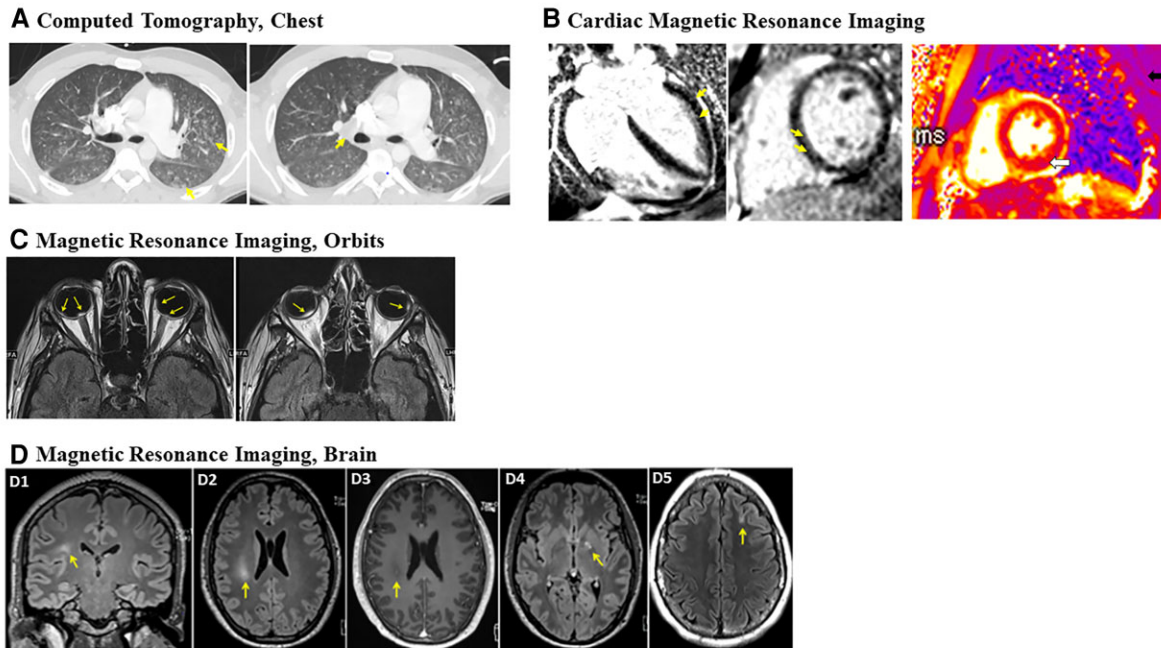 A Computed Tomography, Chest
B Cardiac Magnetic Resonance Imaging
ms
C Magnetic Resonance Imaging, Orbits
D Magnetic Resonance Imaging, Brain
D1
D2
D3
D4
D5